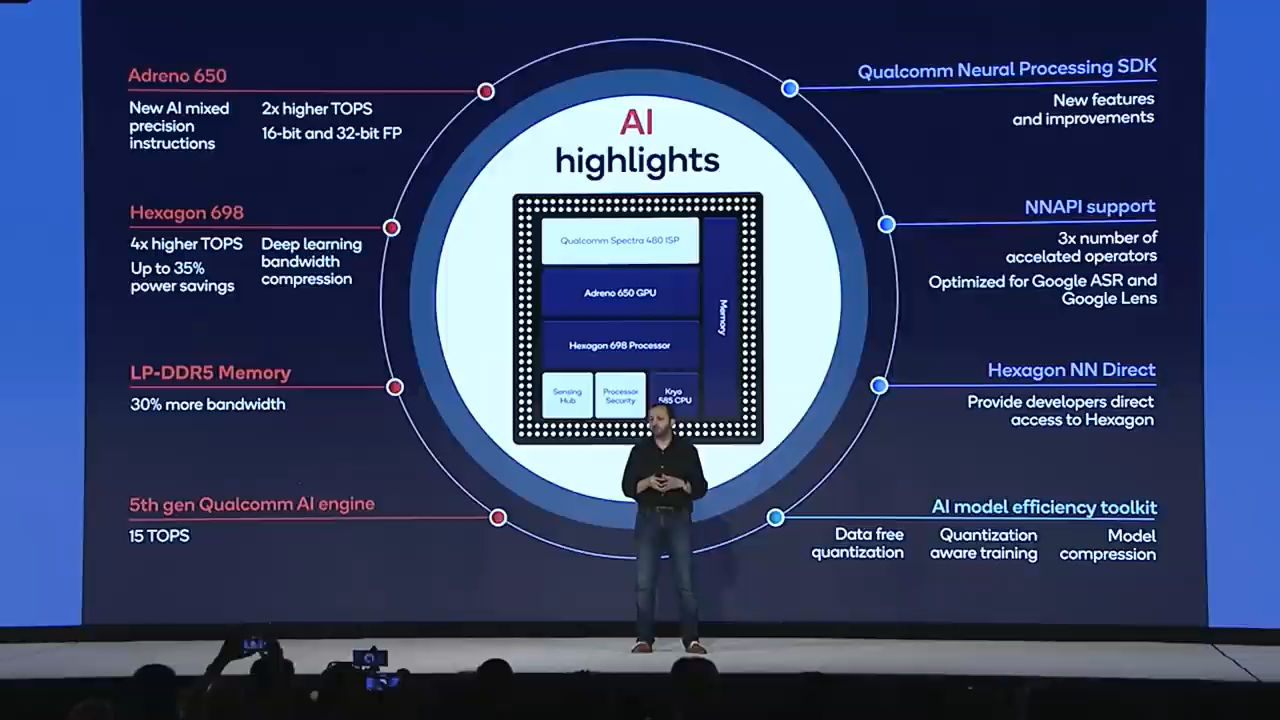 AI
highlights
Adreno 650
New AI mixed
precision
instructions
2x higher TOPS
16-bit and 32-bit FP
Hexagon 698
4x higher TOPS
Up to 35%
power savings
Deep learning
bandwidth
compression
LP-DDR5 Memory
30% more bandwidth
5th gen Qualcomm AI engine
15 TOPS
Qualcomm Spectra 480 ISP
Adreno 650 GPU
Hexagon 698 Processor
Sensing
Hub
Processor
Security
Kryo
585 CPU
Memory
Qualcomm Neural Processing SDK
New features
and improvements
NNAPI support
3x number of
accelated operators
Optimized for Google ASR and
Google Lens
Hexagon NN Direct
Provide developers direct
access to Hexagon
AI model efficiency toolkit
Data free
quantization
Quantization
aware training
Model
compression